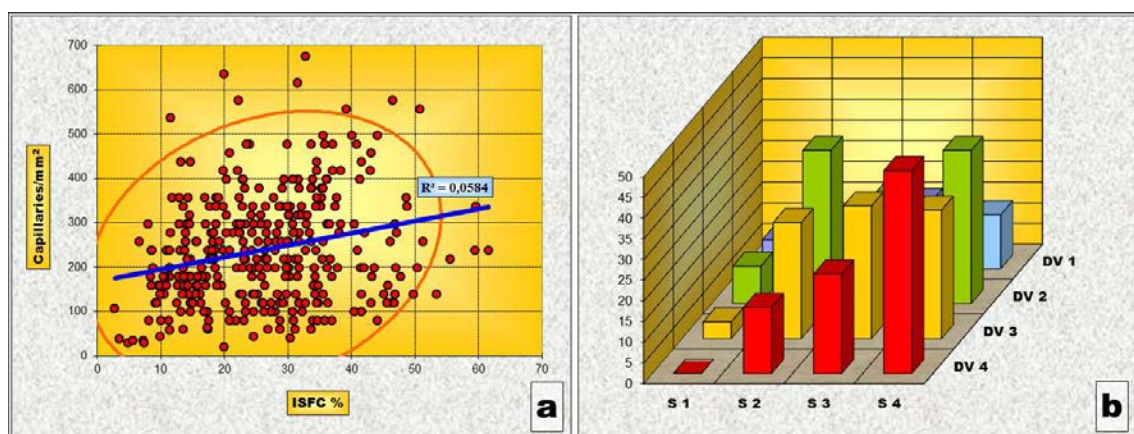 700
600
500
400
300
200
100
0
Capillaries/mm²
R² = 0,0584
0 10 20 30 40 50 60 70
ISFC %
a
50
45
40
35
30
25
20
15
10
5
0
S 1 S 2 S 3 S 4
DV 1
DV 2
DV 3
DV 4
b